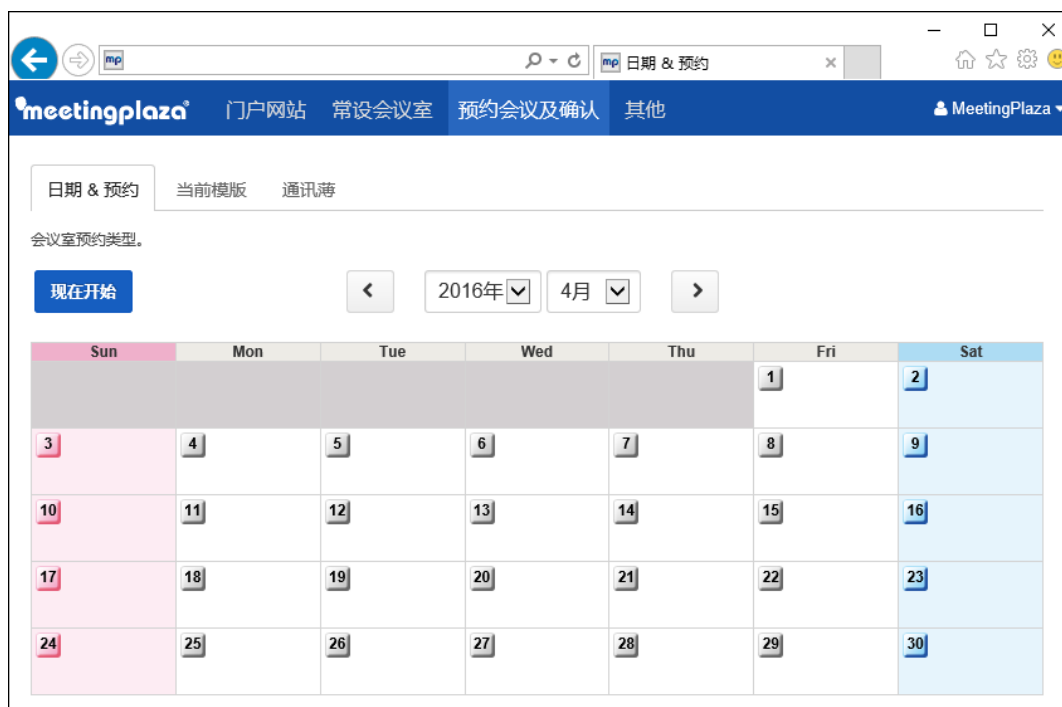 mp
mp 日期 & 预约
meetingplaza 门户网站 常设会议室 预约会议及确认 其他 MeetingPlaza
日期 & 预约 当前模版 通讯薄
会议室预约类型。
现在开始 2016年 4月
Sun Mon Tue Wed Thu Fri Sat
1 2
3 4 5 6 7 8 9
10 11 12 13 14 15 16
17 18 19 20 21 22 23
24 25 26 27 28 29 30